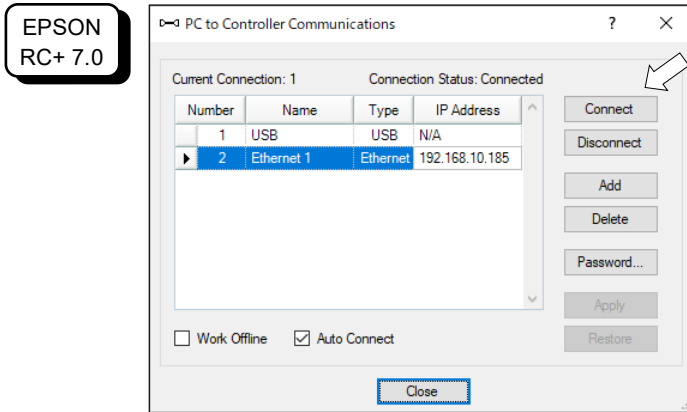 EPSON
RC+ 7.0
PC to Controller Communications
?
Current Connection: 1
Connection Status: Connected
Number Name Type IP Address
1 USB USB N/A
2 Ethernet 1 Ethernet 192.168.10.185
Connect
Disconnect
Add
Delete
Password...
Apply
Restore
Work Offline
Auto Connect
Close